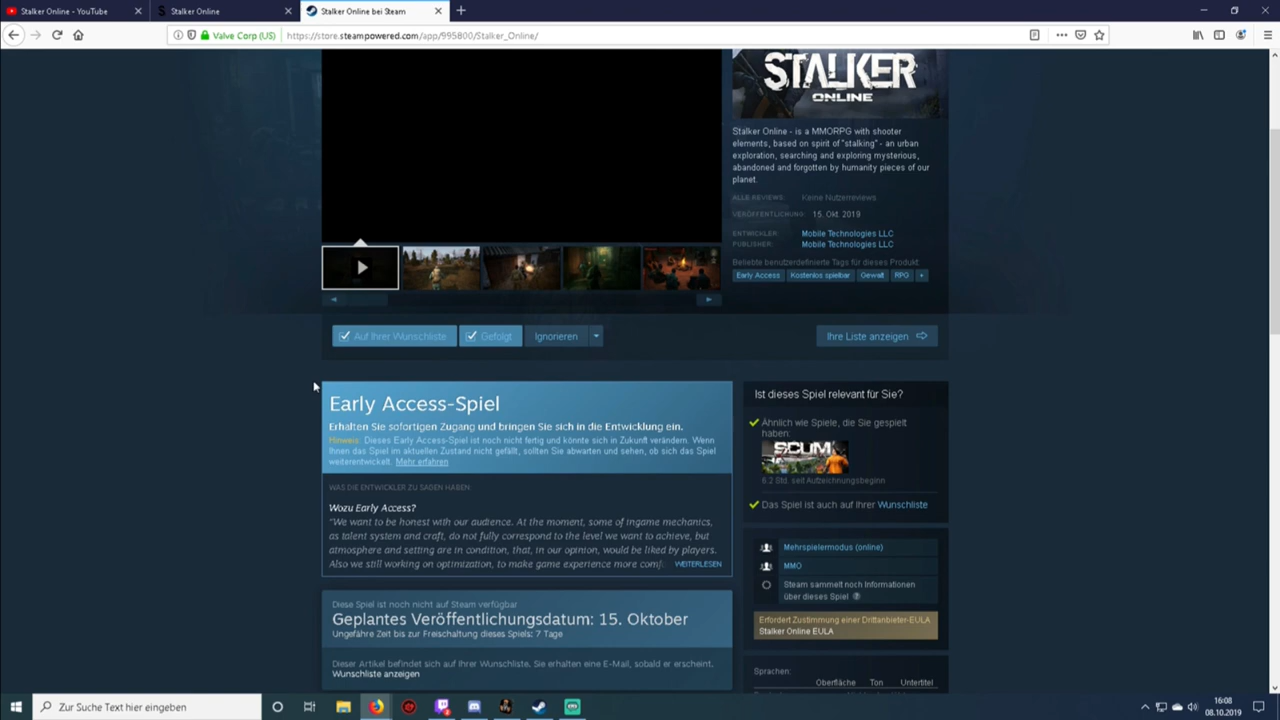 Stalker Online - YouTube
Stalker Online
Stalker Online bei Steam
Valve Corp (US)
https://store.steampowered.com/app/995800/Stalker_Online/
STALKER
ONLINE
Stalker Online - is a MMORPG with shooter
elements, based on spirit of "stalking" - an urban
exploration, searching and exploring mysterious,
abandoned and forgotten by humanity pieces of our
planet.
ALL REVIEWS: Keine Nutzerreviews
VERÖFFENTLICHUNG: 15. Okt. 2019
ENTWICKLER: Mobile Technologies LLC
PUBLISHER: Mobile Technologies LLC
Beliebte benutzerdefinierte Tags für dieses Produkt:
Early Access Kostenlos spielbar Gewalt RPG +
Auf Ihrer Wunschliste Gefolgt Ignorieren
Ihre Liste anzeigen
Early Access-Spiel
Erhalten Sie sofortigen Zugang und bringen Sie sich in die Entwicklung ein.
Hinweis: Dieses Early Access-Spiel ist noch nicht fertig und könnte sich in Zukunft verändern. Wenn
Ihnen das Spiel im aktuellen Zustand nicht gefällt, sollten Sie abwarten und sehen, ob sich das Spiel
weiterentwickelt. Mehr erfahren
WAS DIE ENTWICKLER ZU SAGEN HABEN:
Wozu Early Access?
"We want to be honest with our audience. At the moment, some of ingame mechanics,
as talent system and craft, do not fully correspond to the level we want to achieve, but
atmosphere and setting are in condition, that, in our opinion, would be liked by players.
Also we still working on optimization, to make game experience more comf
WEITERLESEN
Diese Spiel ist noch nicht auf Steam verfügbar
Geplantes Veröffentlichungsdatum: 15. Oktober
Ungefähre Zeit bis zur Freischaltung dieses Spiels: 7 Tage
Dieser Artikel befindet sich auf Ihrer Wunschliste. Sie erhalten eine E-Mail, sobald er erscheint.
Wunschliste anzeigen
Ist dieses Spiel relevant für Sie?
Ähnlich wie Spiele, die Sie gespielt
haben:
SCUM
6.2 Std. seit Aufzeichnungsbeginn
Das Spiel ist auch auf Ihrer Wunschliste
Mehrspielermodus (online)
MMO
Steam sammelt noch Informationen
über dieses Spiel
Erfordert Zustimmung einer Drittanbieter-EULA
Stalker Online EULA
Sprachen:
Oberfläche Ton Untertitel
Zur Suche Text hier eingeben
16:08
08.10.2019